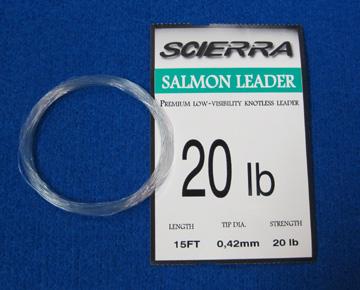 SCIERRA
SALMON LEADER
PREMIUM LOW-VISIBILITY KNOTLESS LEADER
20 lb
LENGTH TIP DIA. STRENGTH
15FT 0,42mm 20 lb